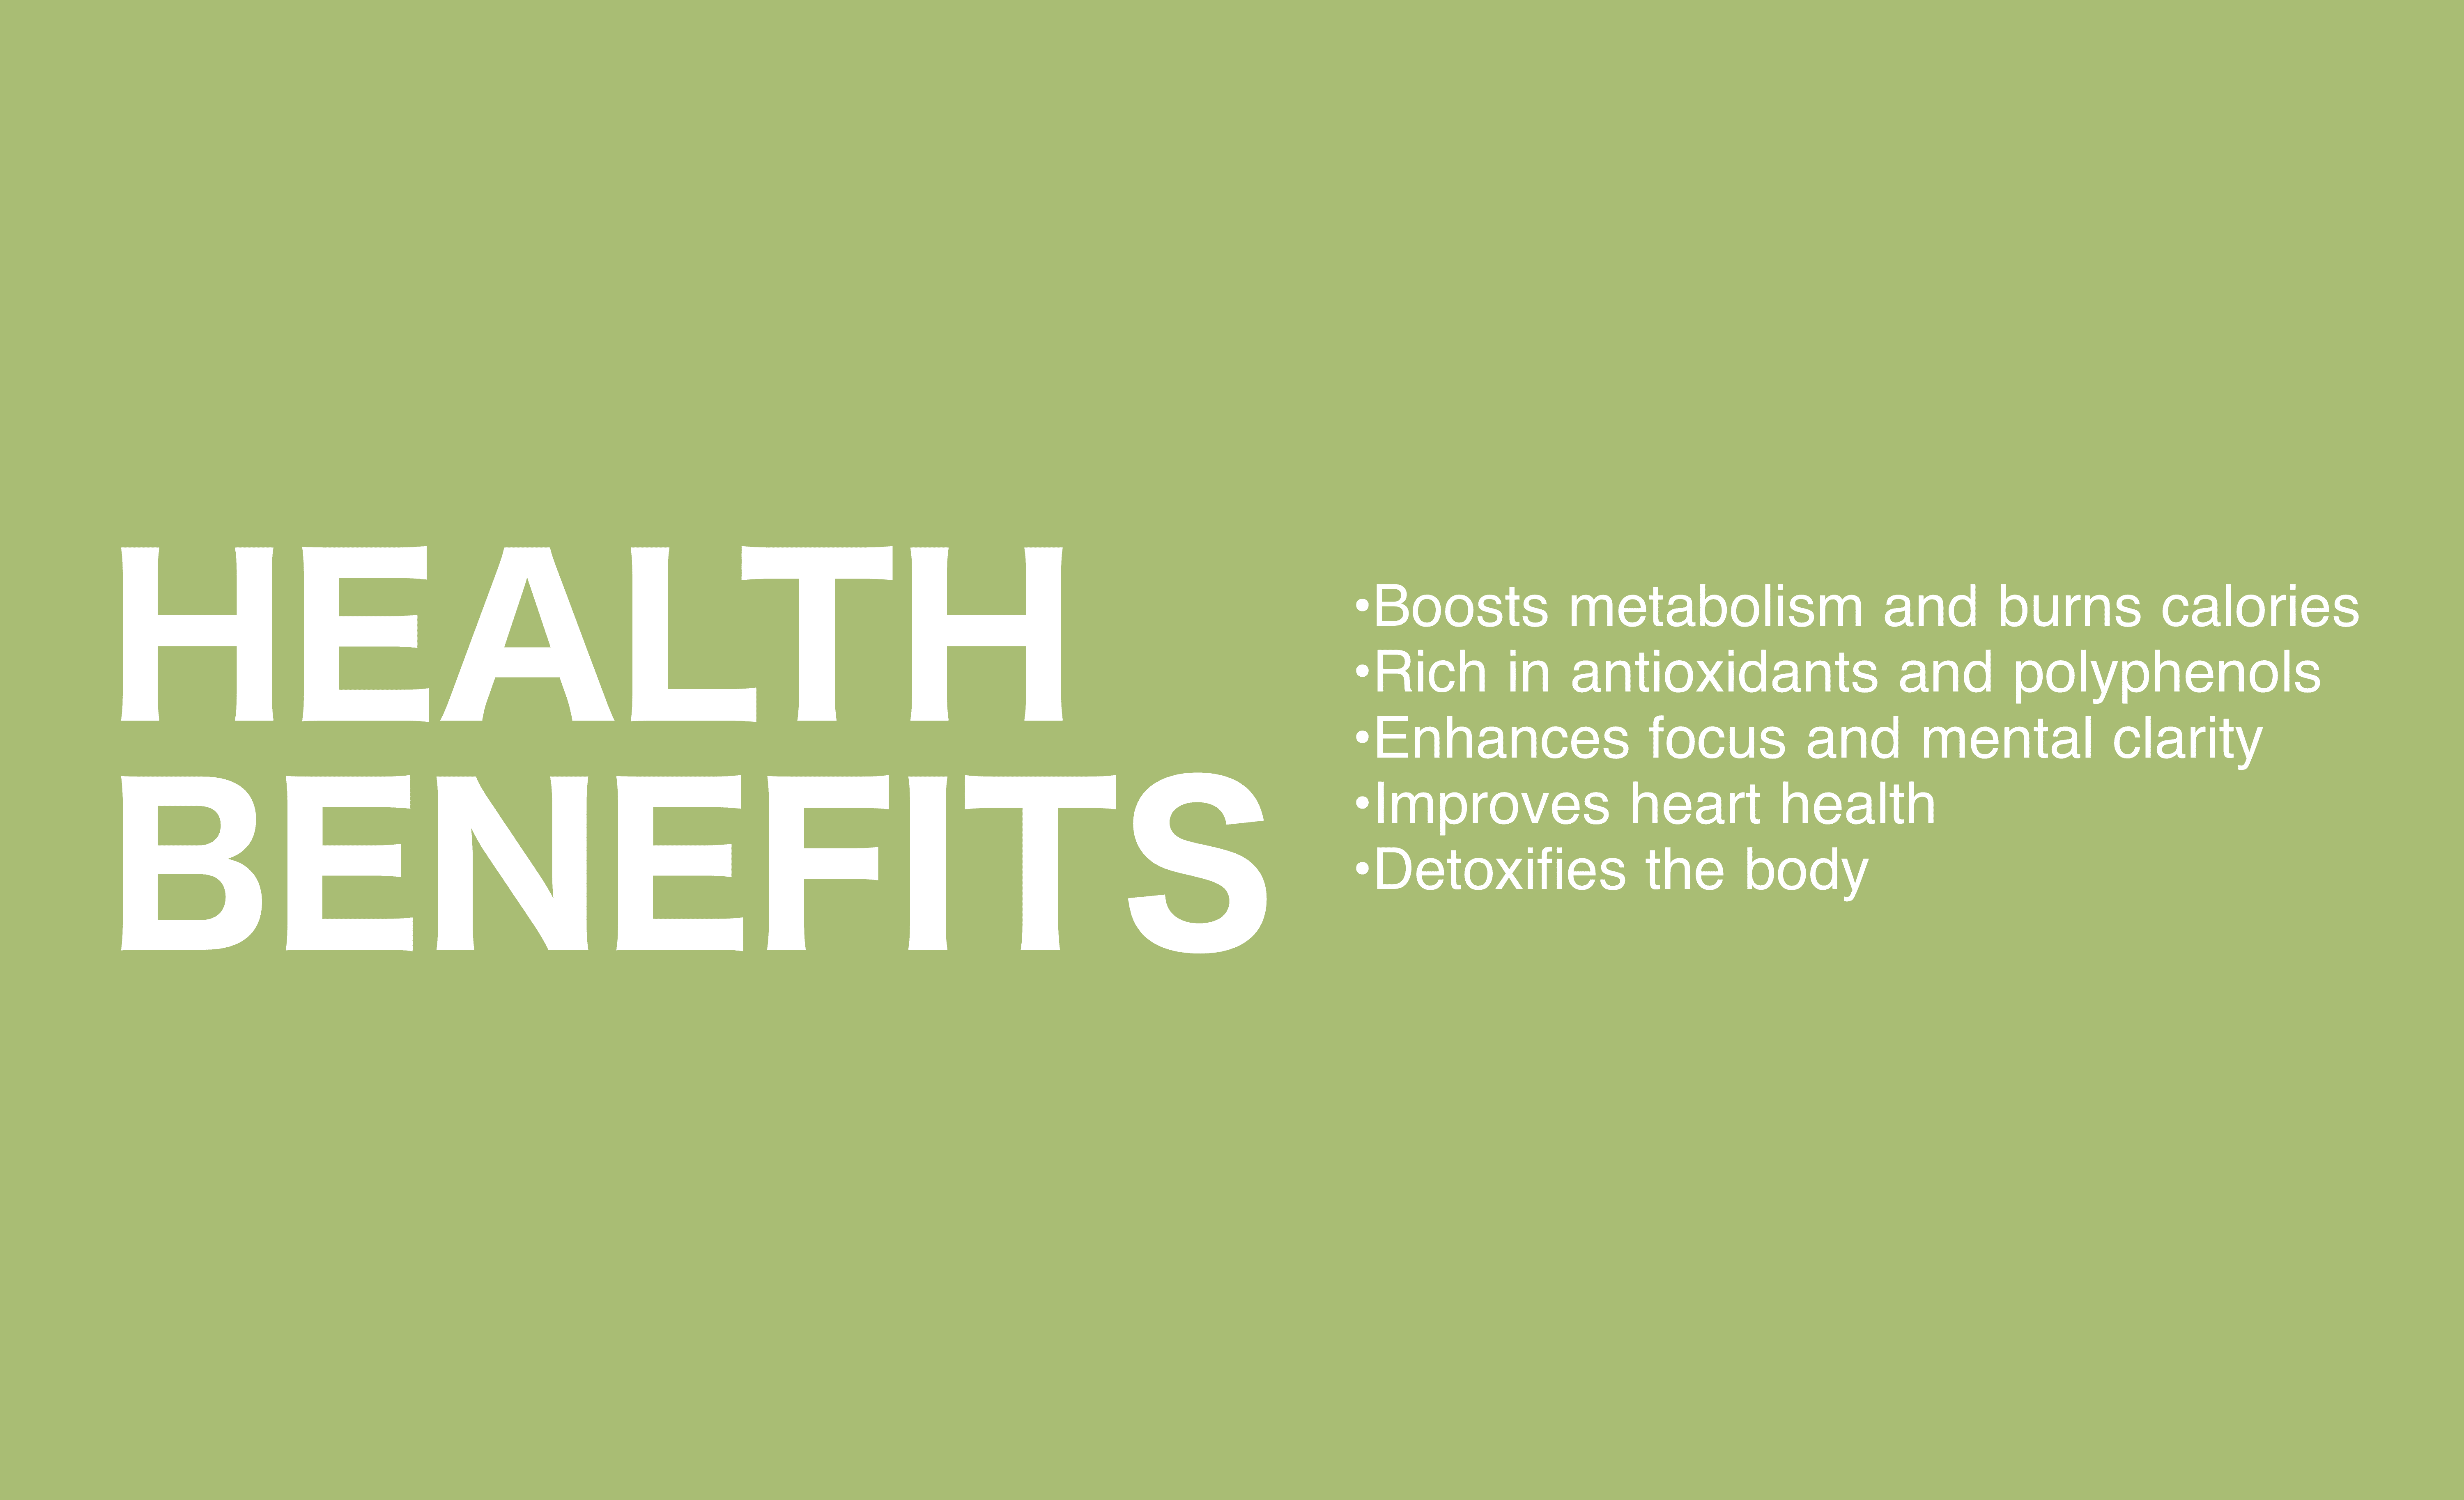 HEALTH
BENEFITS
•Boosts metabolism and burns calories
•Rich in antioxidants and polyphenols
•Enhances focus and mental clarity
•Improves heart health
•Detoxifies the body